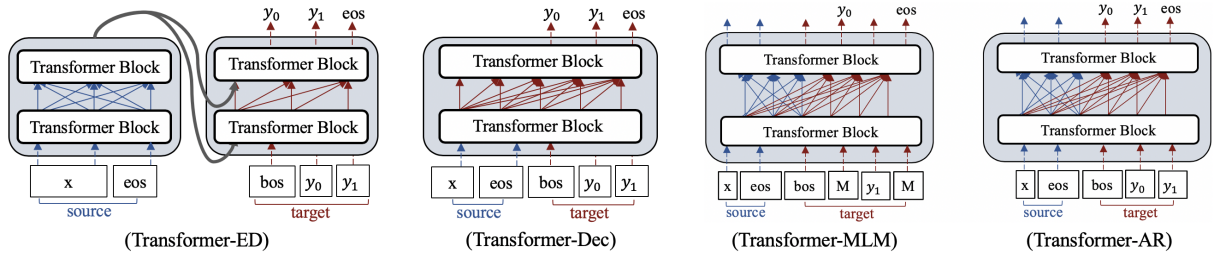 y₀ y₁ eos
Transformer Block
Transformer Block
x eos
source
Transformer Block
Transformer Block
bos y₀ y₁
target
(Transformer-ED)
y₀ y₁ eos
Transformer Block
Transformer Block
x eos bos y₀ y₁
source target
(Transformer-Dec)
y₀ eos
Transformer Block
Transformer Block
x eos bos M y₁ M
source target
(Transformer-MLM)
y₀ y₁ eos
Transformer Block
Transformer Block
x eos bos y₀ y₁
source target
(Transformer-AR)